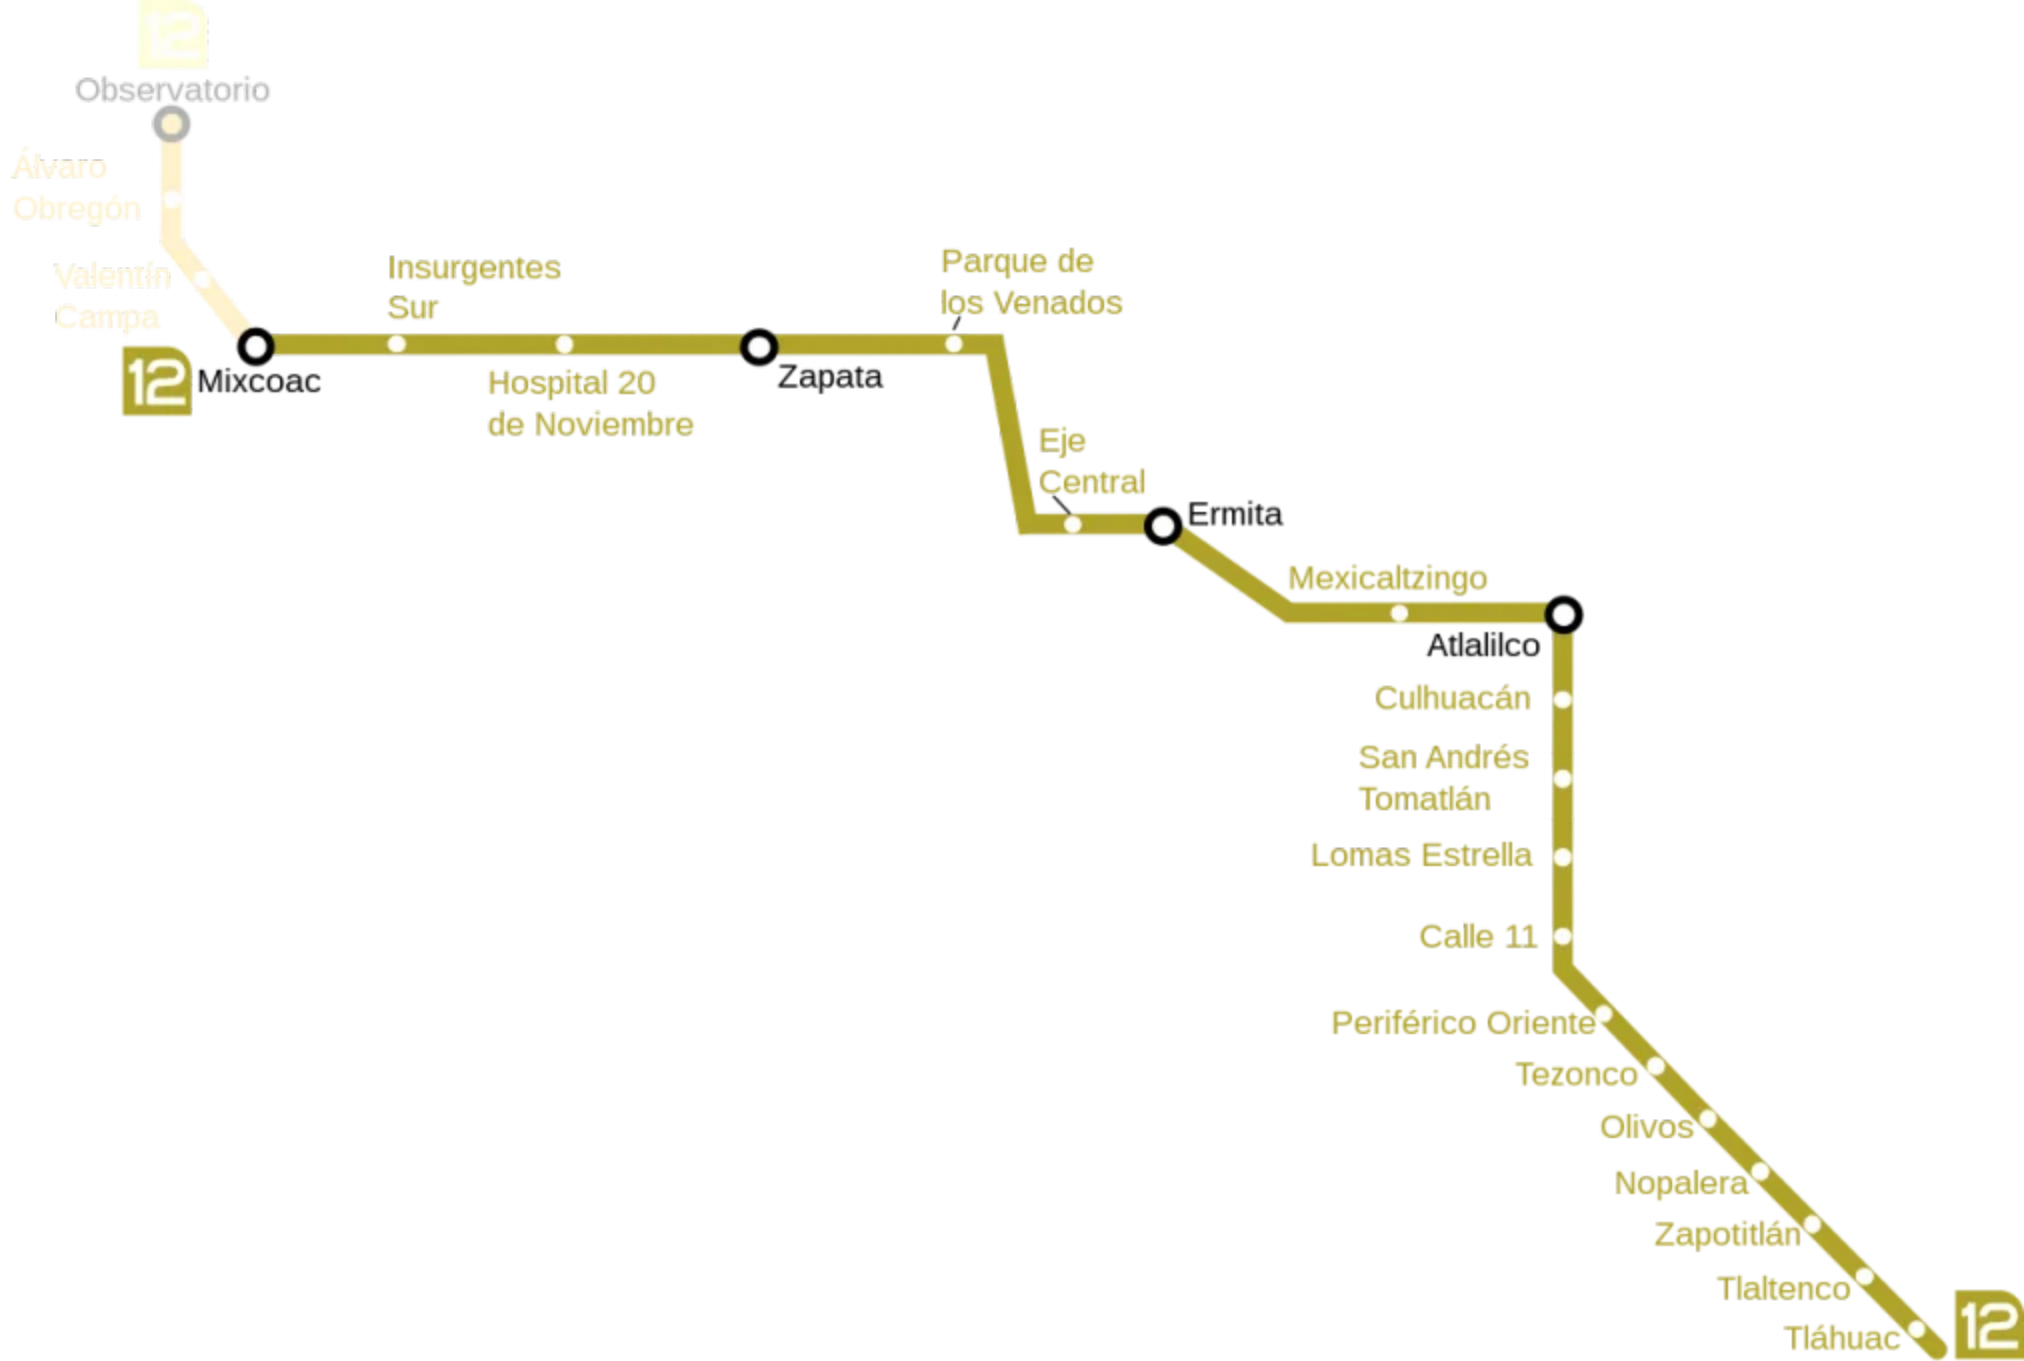 12
Observatorio
Álvaro
Obregón
Valentín
Campa
12
Mixcoac
Insurgentes
Sur
Hospital 20
de Noviembre
Zapata
Parque de
los Venados
Eje
Central
Ermita
Mexicaltzingo
Atlalilco
Culhuacán
San Andrés
Tomatlán
Lomas Estrella
Calle 11
Periférico Oriente
Tezonco
Olivos
Nopalera
Zapotitlán
Tlaltenco
Tláhuac
12